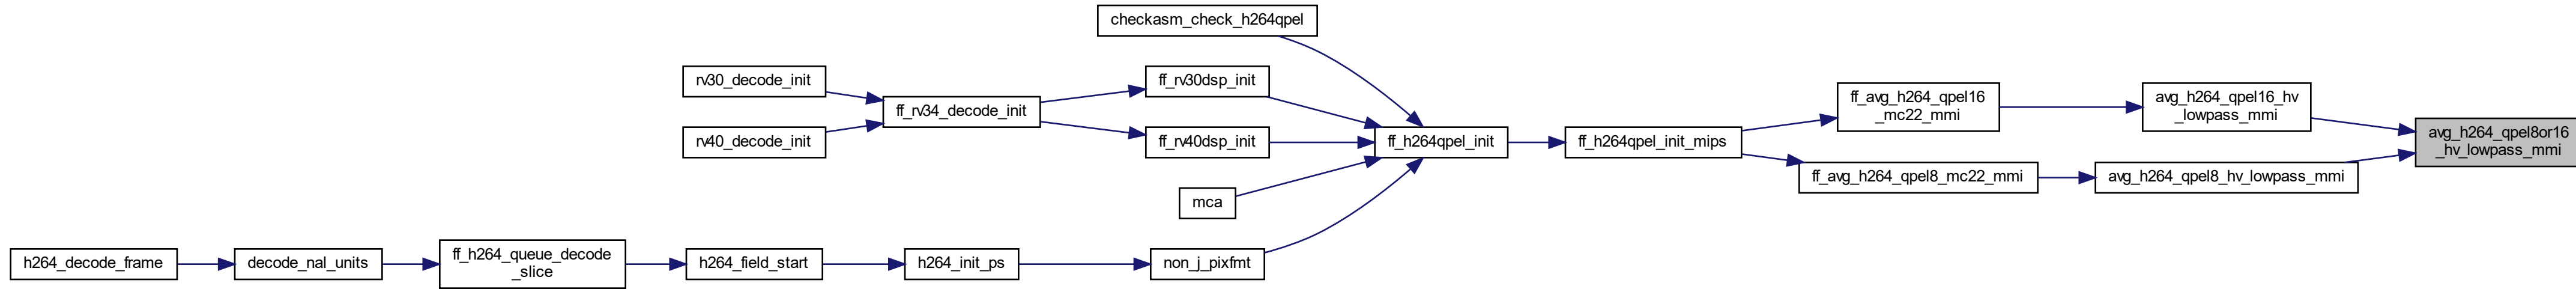 checkasm_check_h264qpel
rv30_decode_init
ff_rv30dsp_init
ff_avg_h264_qpel16
_mc22_mmi
avg_h264_qpel16_hv
_lowpass_mmi
ff_rv34_decode_init
avg_h264_qpel8or16
_hv_lowpass_mmi
rv40_decode_init
ff_rv40dsp_init
ff_h264qpel_init
ff_h264qpel_init_mips
ff_avg_h264_qpel8_mc22_mmi
avg_h264_qpel8_hv_lowpass_mmi
mca
h264_decode_frame
decode_nal_units
ff_h264_queue_decode
_slice
h264_field_start
h264_init_ps
non_j_pixfmt